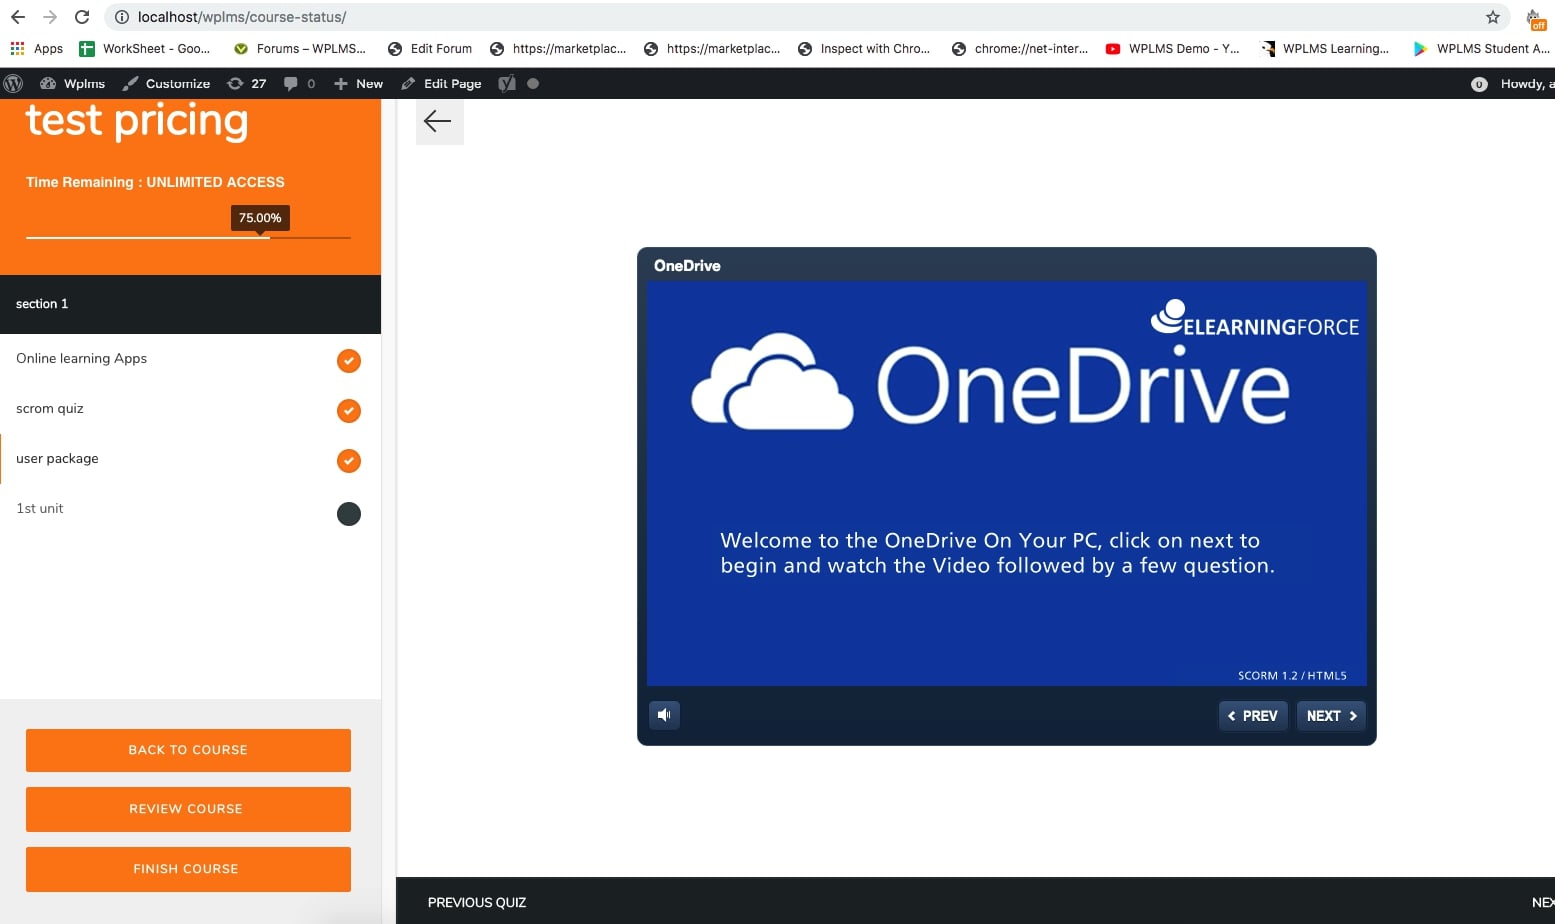 localhost/wplms/course-status/
off
Apps WorkSheet - Goo... Forums – WPLMS... Edit Forum https://marketplac... https://marketplac... Inspect with Chro... chrome://net-inter... WPLMS Demo - Y... WPLMS Learning... WPLMS Student A...
Wplms Customize 27 0 New Edit Page 0 Howdy, a
test pricing
Time Remaining : UNLIMITED ACCESS
75.00%
section 1
Online learning Apps
scrom quiz
user package
1st unit
BACK TO COURSE
REVIEW COURSE
FINISH COURSE
OneDrive
ELEARNINGFORCE
OneDrive
Welcome to the OneDrive On Your PC, click on next to
begin and watch the Video followed by a few question.
SCORM 1.2 / HTML5
PREV NEXT
PREVIOUS QUIZ NEX